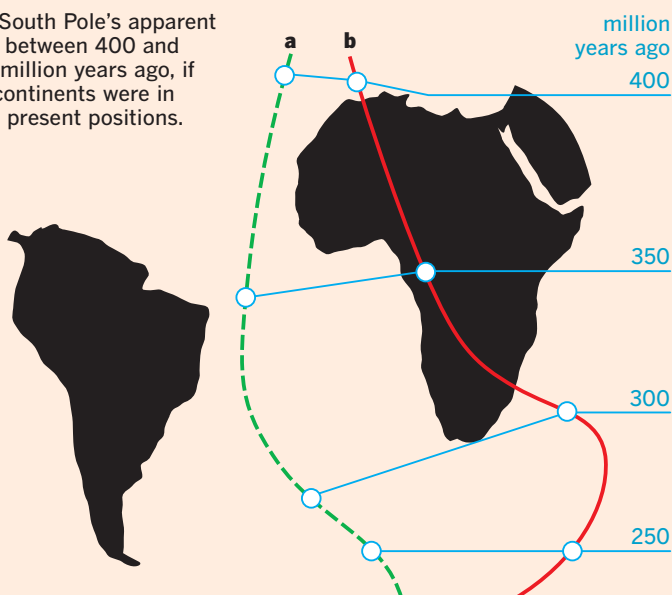 South Pole's apparent
between 400 and
million years ago, if
continents were in
present positions.
a
b
million
years ago
400
350
300
250